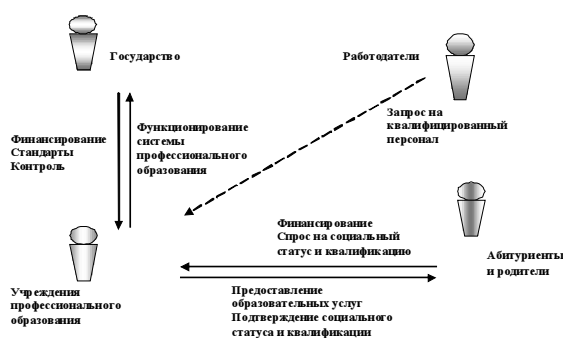 Государство
Работодатели
Финансирование
Стандарты
Контроль
Функционирование
системы
профессионального
образования
Запрос на
квалифицированный
персонал
Финансирование
Спрос на социальный
статус и квалификацию
Абитуриенты
и родители
Учреждения
профессионального
образования
Предоставление
образовательных услуг
Подтверждение социального
статуса и квалификации